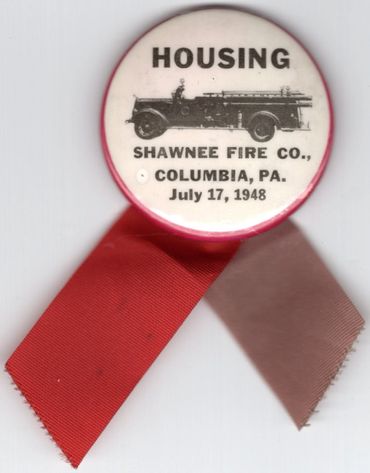 HOUSING
SHAWNEE FIRE CO.,
COLUMBIA, PA.
July 17, 1948